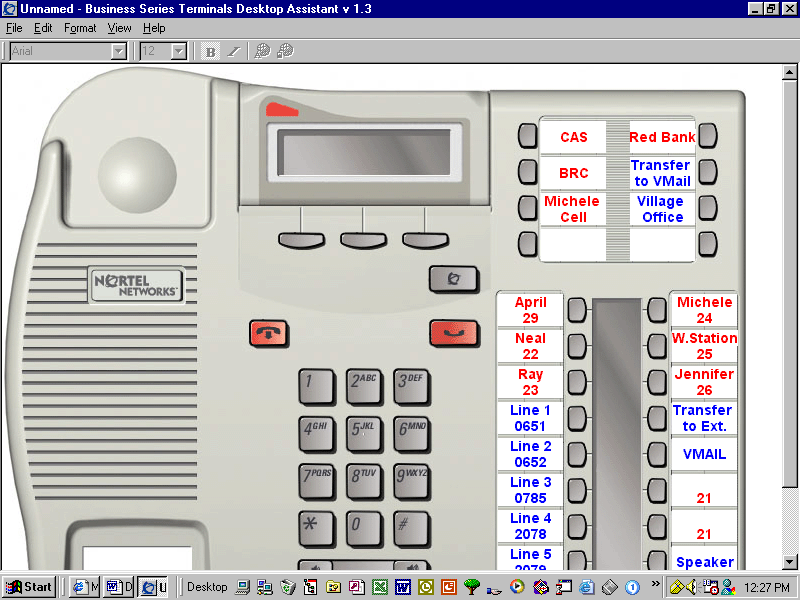 Unnamed - Business Series Terminals Desktop Assistant v 1.3
File Edit Format View Help
Arial 12 B I
CAS Red Bank
BRC Transfer to VMail
Michele Cell Village Office
NORTEL
NETWORKS
April 29 Michele 24
Neal 22 W.Station 25
Ray 23 Jennifer 26
Line 1 0651 Transfer to Ext.
Line 2 0652 VMAIL
Line 3 0785 21
Line 4 2078 21
Line 5 2079 Speaker
1 2ABC 3DEF
4GHI 5JKL 6MNO
7PQRS 8TUV 9WXYZ
* 0 #
Start M D U Desktop » 12:27 PM